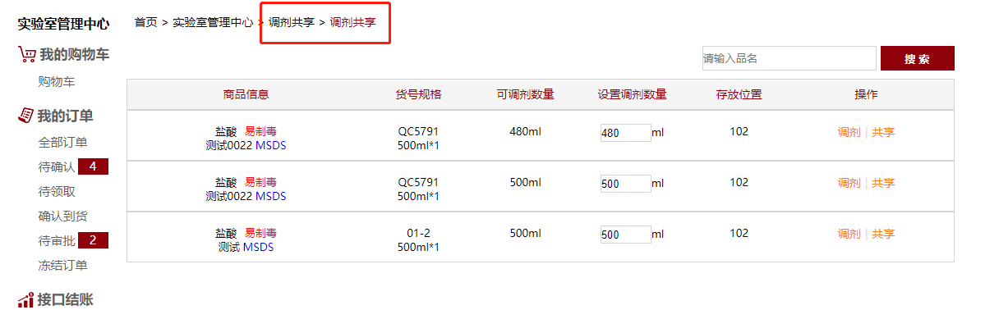 实验室管理中心
首页 > 实验室管理中心 > 调剂共享 > 调剂共享
我的购物车
购物车
我的订单
全部订单
待确认 4
待领取
确认到货
待审批 2
冻结订单
接口结账
请输入品名 搜 索
商品信息 货号规格 可调剂数量 设置调剂数量 存放位置 操作
盐酸 易制毒 QC5791 480ml 480 ml 102 调剂 | 共享
测试0022 MSDS 500ml*1
盐酸 易制毒 QC5791 500ml 500 ml 102 调剂 | 共享
测试0022 MSDS 500ml*1
盐酸 易制毒 01-2 500ml 500 ml 102 调剂 | 共享
测试 MSDS 500ml*1